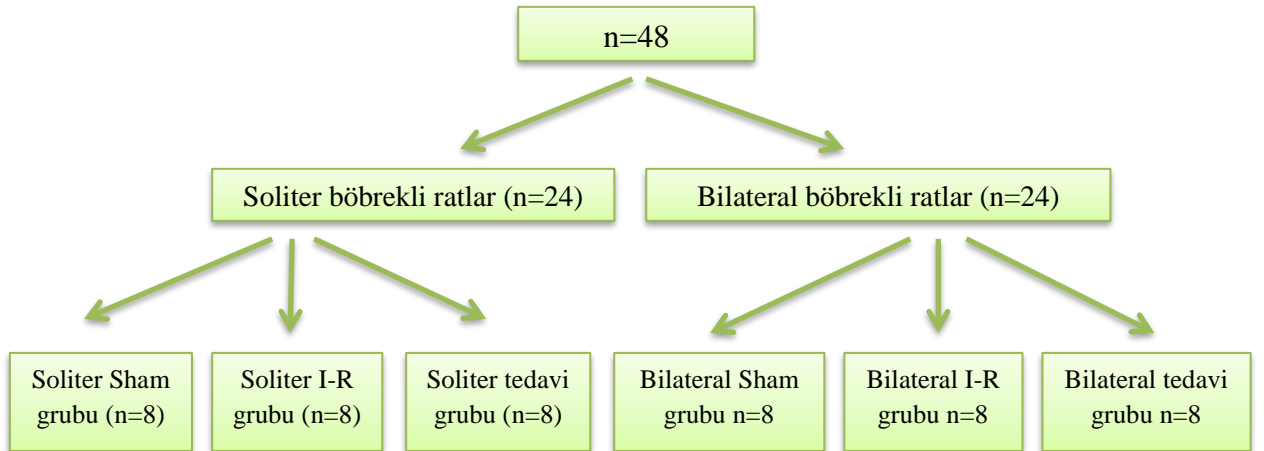 n=48
Soliter böbrekli ratlar (n=24)
Bilateral böbrekli ratlar (n=24)
Soliter Sham
grubu (n=8)
Soliter I-R
grubu (n=8)
Soliter tedavi
grubu (n=8)
Bilateral Sham
grubu n=8
Bilateral I-R
grubu n=8
Bilateral tedavi
grubu n=8